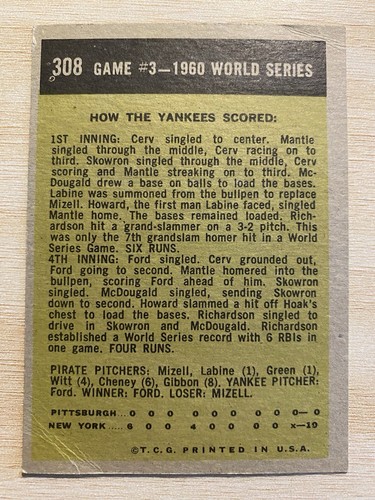 308 GAME #3—1960 WORLD SERIES
HOW THE YANKEES SCORED:
1ST INNING: Cerv singled to center. Mantle
singled through the middle, Cerv racing on to
third. Skowron singled through the middle, Cerv
scoring and Mantle streaking on to third. Mc-
Dougald drew a base on balls to load the bases.
Labine was summoned from the bullpen to replace
Mizell. Howard, the first man Labine faced, singled
Mantle home. The bases remained loaded. Rich-
ardson hit a grand-slammer on a 3-2 pitch. This
was only the 7th grandslam homer hit in a World
Series Game. SIX RUNS.
4TH INNING: Ford singled. Cerv grounded out,
Ford going to second. Mantle homered into the
bullpen, scoring Ford ahead of him. Skowron
singled. McDougald singled, sending Skowron
down to second. Howard slammed a hit off Hoak's
chest to load the bases. Richardson singled to
drive in Skowron and McDougald. Richardson
established a World Series record with 6 RBIs in
one game. FOUR RUNS.
PIRATE PITCHERS: Mizell, Labine (1), Green (1),
Witt (4), Cheney (6), Gibbon (8). YANKEE PITCHER:
Ford. WINNER: FORD. LOSER: MIZELL.
PITTSBURGH... 0 0 0 0 0 0 0 0 0— 0
NEW YORK..... 6 0 0 4 0 0 0 0 x—10
©T.C.G. PRINTED IN U.S.A.